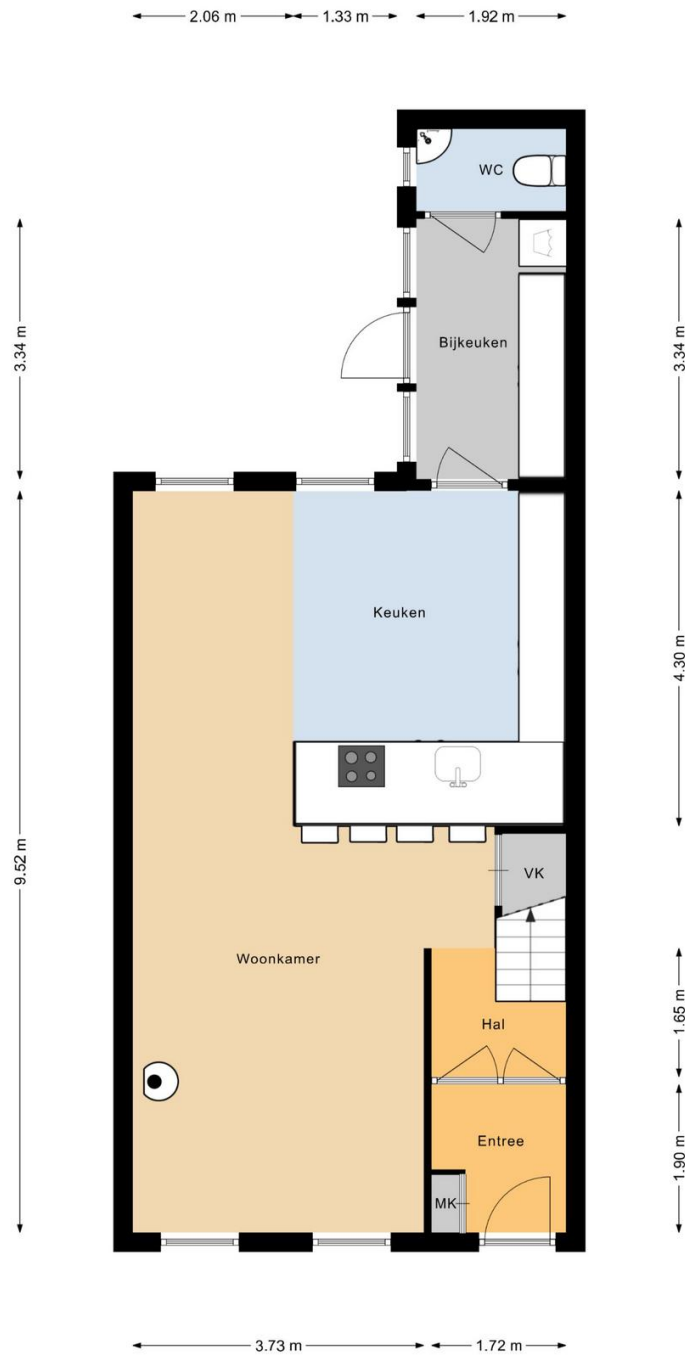 2.06 m
1.33 m
1.92 m
WC
3.34 m
3.34 m
Bijkeuken
Keuken
4.30 m
9.52 m
VK
Woonkamer
1.65 m
Hal
Entree
1.90 m
MK
3.73 m
1.72 m